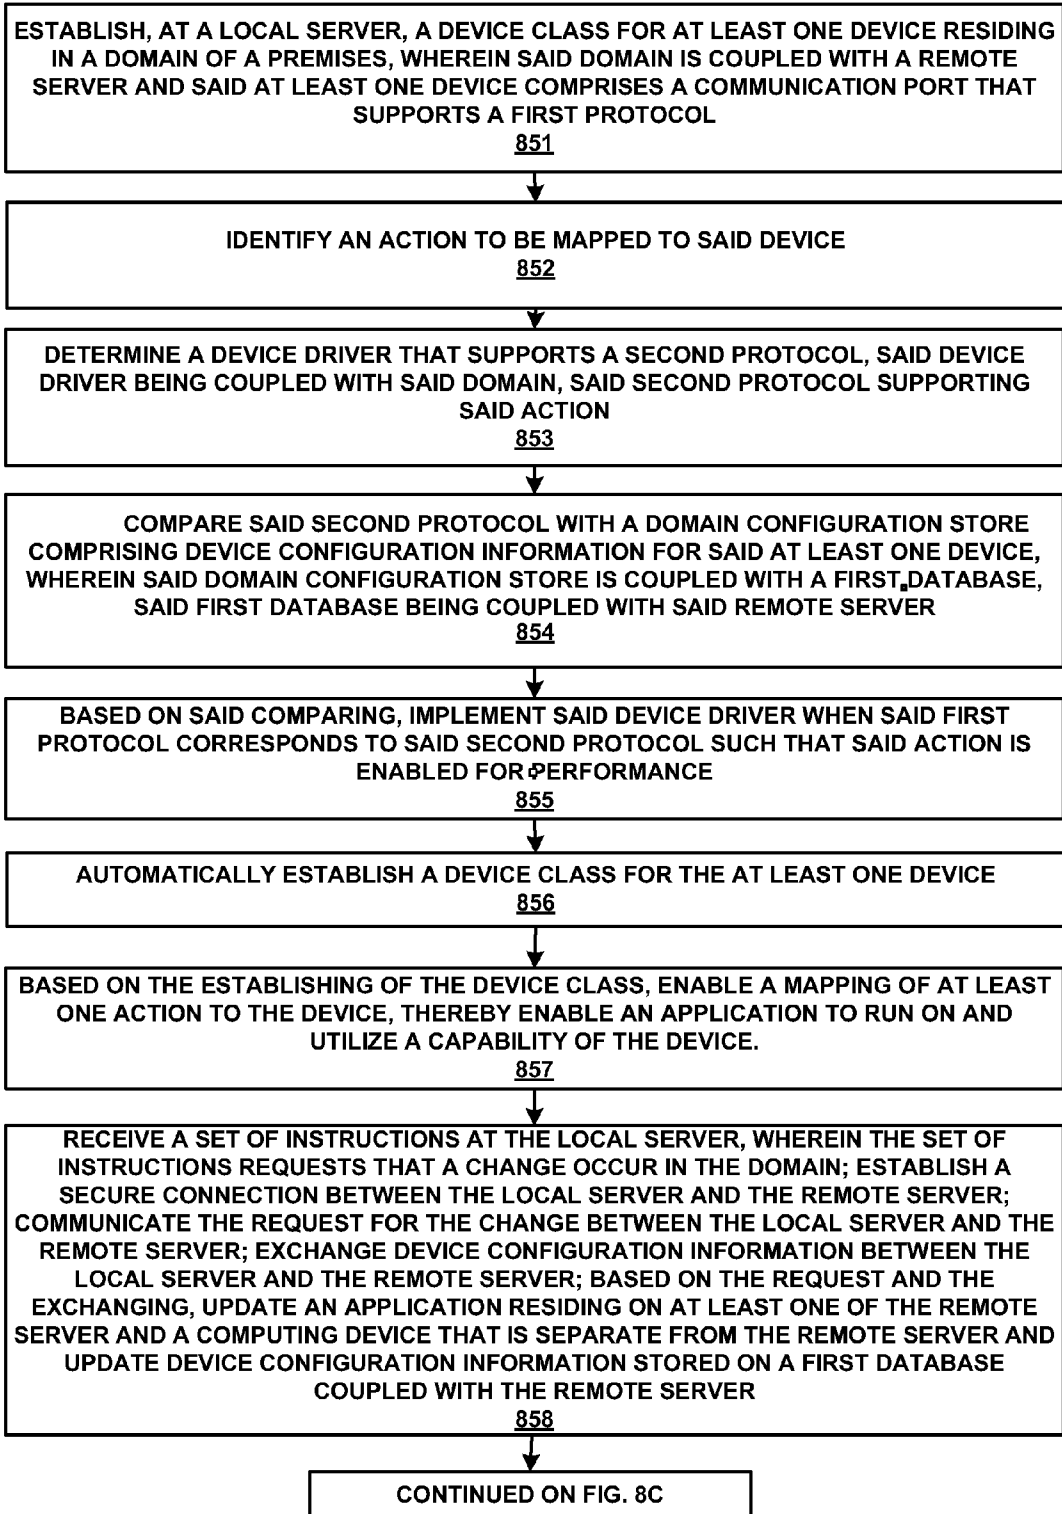 ESTABLISH, AT A LOCAL SERVER, A DEVICE CLASS FOR AT LEAST ONE DEVICE RESIDING
IN A DOMAIN OF A PREMISES, WHEREIN SAID DOMAIN IS COUPLED WITH A REMOTE
SERVER AND SAID AT LEAST ONE DEVICE COMPRISES A COMMUNICATION PORT THAT
SUPPORTS A FIRST PROTOCOL
851
IDENTIFY AN ACTION TO BE MAPPED TO SAID DEVICE
852
DETERMINE A DEVICE DRIVER THAT SUPPORTS A SECOND PROTOCOL, SAID DEVICE
DRIVER BEING COUPLED WITH SAID DOMAIN, SAID SECOND PROTOCOL SUPPORTING
SAID ACTION
853
COMPARE SAID SECOND PROTOCOL WITH A DOMAIN CONFIGURATION STORE
COMPRISING DEVICE CONFIGURATION INFORMATION FOR SAID AT LEAST ONE DEVICE,
WHEREIN SAID DOMAIN CONFIGURATION STORE IS COUPLED WITH A FIRST DATABASE,
SAID FIRST DATABASE BEING COUPLED WITH SAID REMOTE SERVER
854
BASED ON SAID COMPARING, IMPLEMENT SAID DEVICE DRIVER WHEN SAID FIRST
PROTOCOL CORRESPONDS TO SAID SECOND PROTOCOL SUCH THAT SAID ACTION IS
ENABLED FOR PERFORMANCE
855
AUTOMATICALLY ESTABLISH A DEVICE CLASS FOR THE AT LEAST ONE DEVICE
856
BASED ON THE ESTABLISHING OF THE DEVICE CLASS, ENABLE A MAPPING OF AT LEAST
ONE ACTION TO THE DEVICE, THEREBY ENABLE AN APPLICATION TO RUN ON AND
UTILIZE A CAPABILITY OF THE DEVICE.
857
RECEIVE A SET OF INSTRUCTIONS AT THE LOCAL SERVER, WHEREIN THE SET OF
INSTRUCTIONS REQUESTS THAT A CHANGE OCCUR IN THE DOMAIN; ESTABLISH A
SECURE CONNECTION BETWEEN THE LOCAL SERVER AND THE REMOTE SERVER;
COMMUNICATE THE REQUEST FOR THE CHANGE BETWEEN THE LOCAL SERVER AND THE
REMOTE SERVER; EXCHANGE DEVICE CONFIGURATION INFORMATION BETWEEN THE
LOCAL SERVER AND THE REMOTE SERVER; BASED ON THE REQUEST AND THE
EXCHANGING, UPDATE AN APPLICATION RESIDING ON AT LEAST ONE OF THE REMOTE
SERVER AND A COMPUTING DEVICE THAT IS SEPARATE FROM THE REMOTE SERVER AND
UPDATE DEVICE CONFIGURATION INFORMATION STORED ON A FIRST DATABASE
COUPLED WITH THE REMOTE SERVER
858
CONTINUED ON FIG. 8C